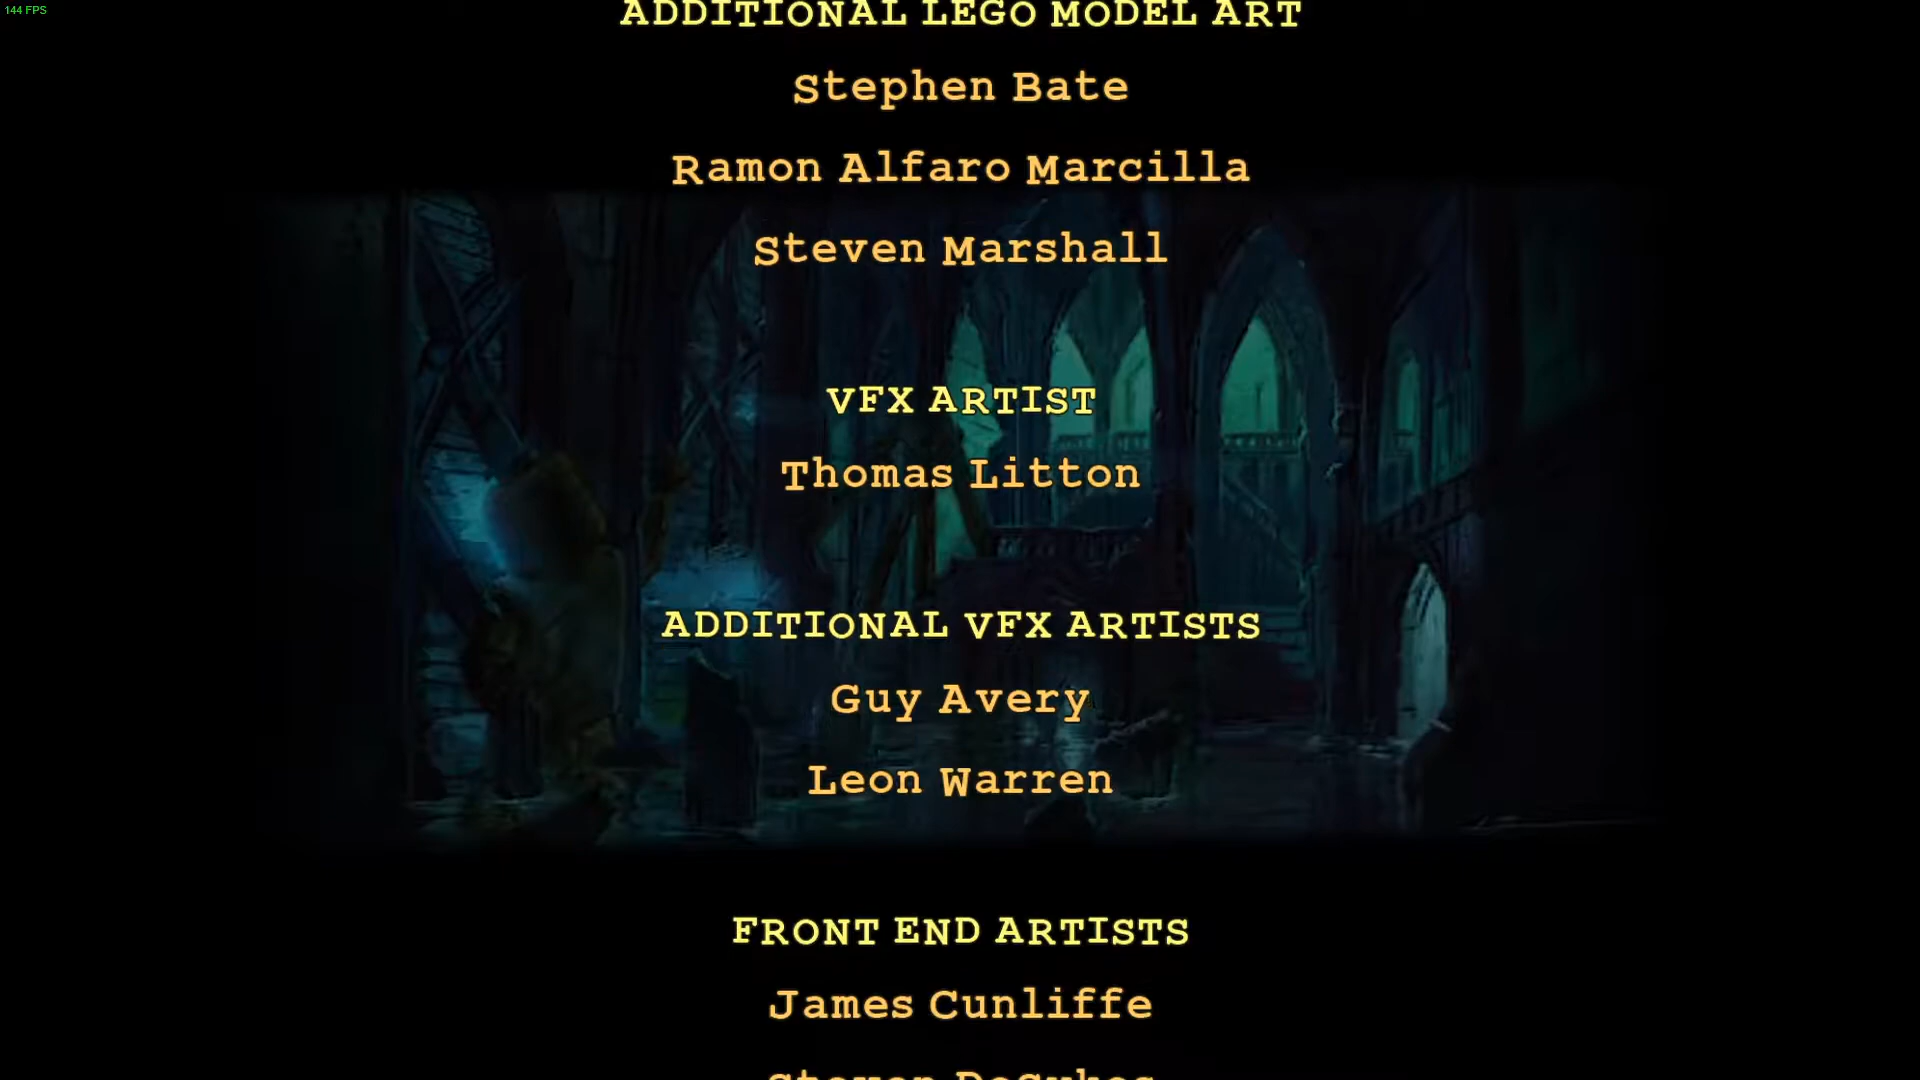 144 FPS
ADDITIONAL LEGO MODEL ART
Stephen Bate
Ramon Alfaro Marcilla
Steven Marshall
VFX ARTIST
Thomas Litton
ADDITIONAL VFX ARTISTS
Guy Avery
Leon Warren
FRONT END ARTISTS
James Cunliffe
Steven